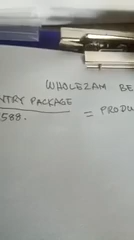 WHOLEZAM BE
NTRY PACKAGE = PRODU
588.